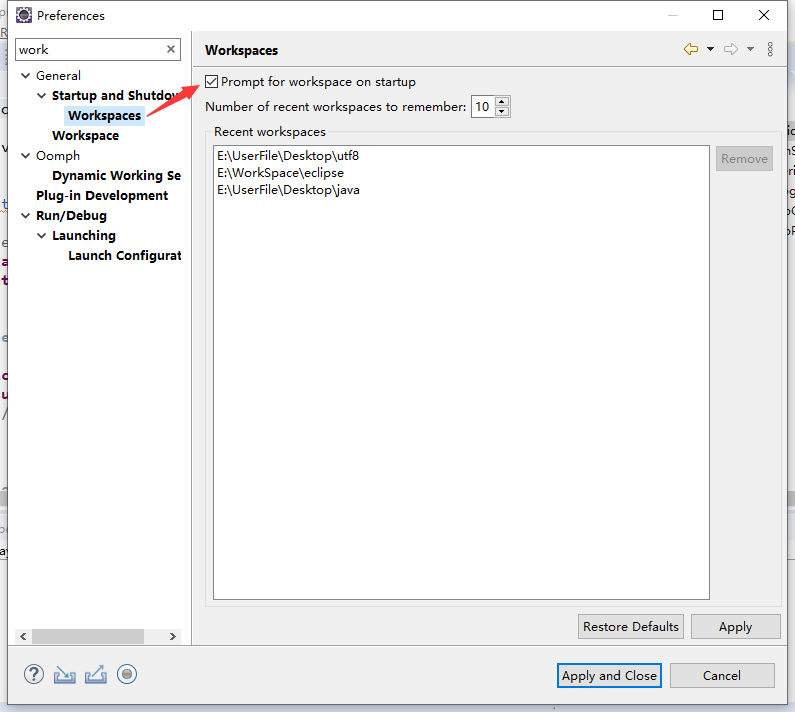 Preferences
work
Workspaces
General
Startup and Shutdov
Workspaces
Workspace
Oomph
Dynamic Working Se
Plug-in Development
Run/Debug
Launching
Launch Configurat
Prompt for workspace on startup
Number of recent workspaces to remember: 10
Recent workspaces
E:\UserFile\Desktop\utf8
E:\WorkSpace\eclipse
E:\UserFile\Desktop\java
Remove
Restore Defaults
Apply
Apply and Close
Cancel